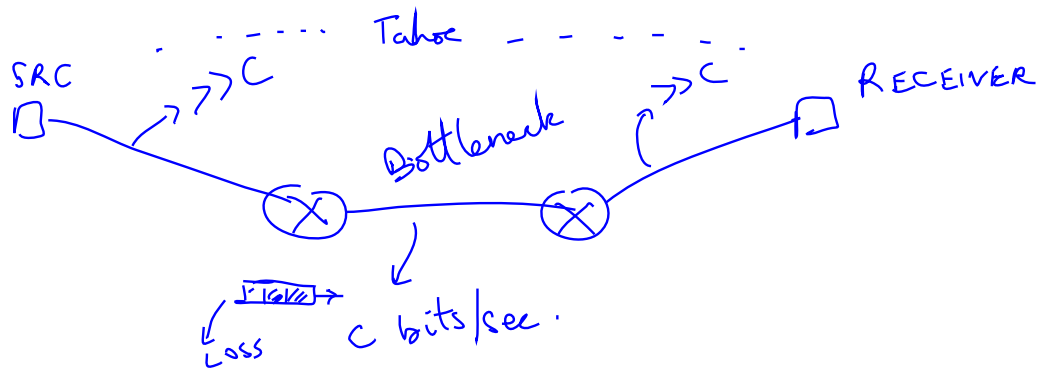 Tahoe
SRC
>>> C
>> C
RECEIVER
Bottleneck
LOSS
C bits/sec.